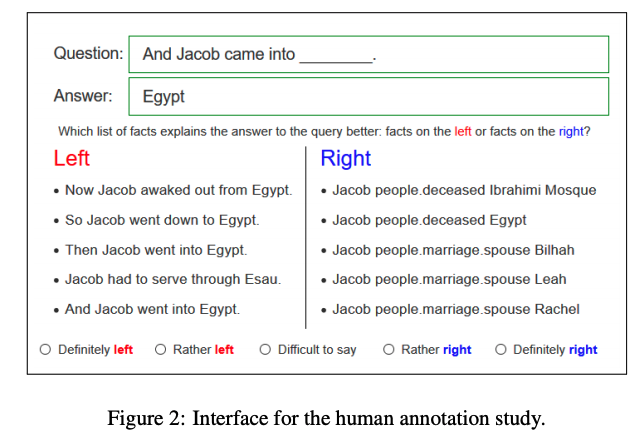 Question: And Jacob came into ________.
Answer: Egypt
Which list of facts explains the answer to the query better: facts on the left or facts on the right?
Left
• Now Jacob awaked out from Egypt.
• So Jacob went down to Egypt.
• Then Jacob went into Egypt.
• Jacob had to serve through Esau.
• And Jacob went into Egypt.
Right
• Jacob people.deceased Ibrahimi Mosque
• Jacob people.deceased Egypt
• Jacob people.marriage.spouse Bilhah
• Jacob people.marriage.spouse Leah
• Jacob people.marriage.spouse Rachel
Definitely left Rather left Difficult to say Rather right Definitely right
Figure 2: Interface for the human annotation study.